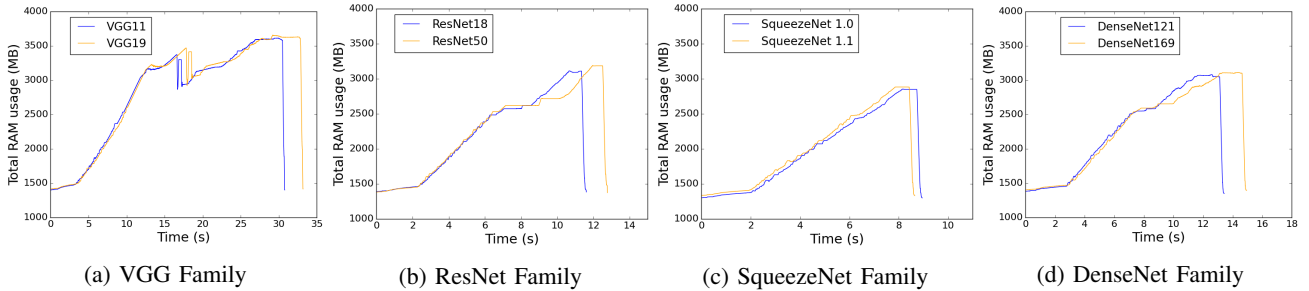 VGG11
VGG19
Total RAM usage (MB)
4000
3500
3000
2500
2000
1500
1000
0 5 10 15 20 25 30 35
Time (s)
(a) VGG Family
ResNet18
ResNet50
Total RAM usage (MB)
4000
3500
3000
2500
2000
1500
1000
0 2 4 6 8 10 12 14
Time (s)
(b) ResNet Family
SqueezeNet 1.0
SqueezeNet 1.1
Total RAM usage (MB)
4000
3500
3000
2500
2000
1500
1000
0 2 4 6 8 10
Time (s)
(c) SqueezeNet Family
DenseNet121
DenseNet169
Total RAM usage (MB)
4000
3500
3000
2500
2000
1500
1000
0 2 4 6 8 10 12 14 16 18
Time (s)
(d) DenseNet Family